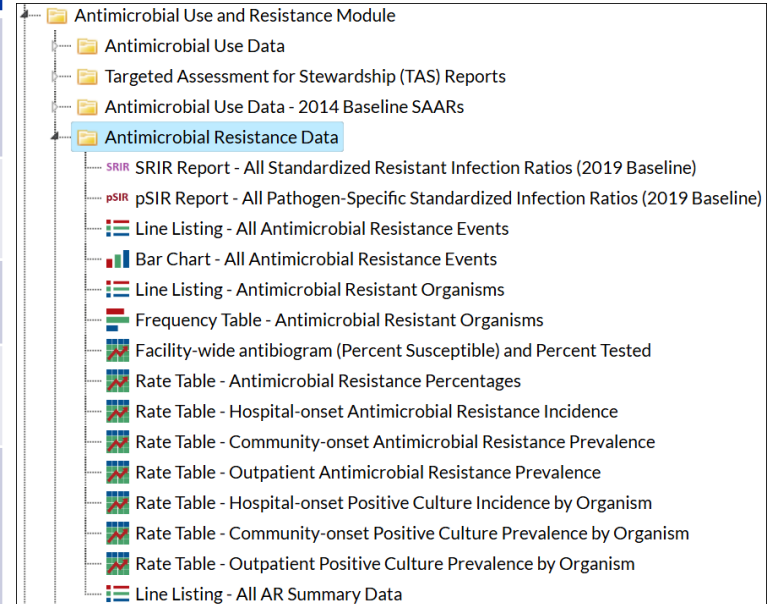 Antimicrobial Use and Resistance Module
Antimicrobial Use Data
Targeted Assessment for Stewardship (TAS) Reports
Antimicrobial Use Data - 2014 Baseline SAARs
Antimicrobial Resistance Data
SRIR SRIR Report - All Standardized Resistant Infection Ratios (2019 Baseline)
pSIR pSIR Report - All Pathogen-Specific Standardized Infection Ratios (2019 Baseline)
Line Listing - All Antimicrobial Resistance Events
Bar Chart - All Antimicrobial Resistance Events
Line Listing - Antimicrobial Resistant Organisms
Frequency Table - Antimicrobial Resistant Organisms
Facility-wide antibiogram (Percent Susceptible) and Percent Tested
Rate Table - Antimicrobial Resistance Percentages
Rate Table - Hospital-onset Antimicrobial Resistance Incidence
Rate Table - Community-onset Antimicrobial Resistance Prevalence
Rate Table - Outpatient Antimicrobial Resistance Prevalence
Rate Table - Hospital-onset Positive Culture Incidence by Organism
Rate Table - Community-onset Positive Culture Prevalence by Organism
Rate Table - Outpatient Positive Culture Prevalence by Organism
Line Listing - All AR Summary Data